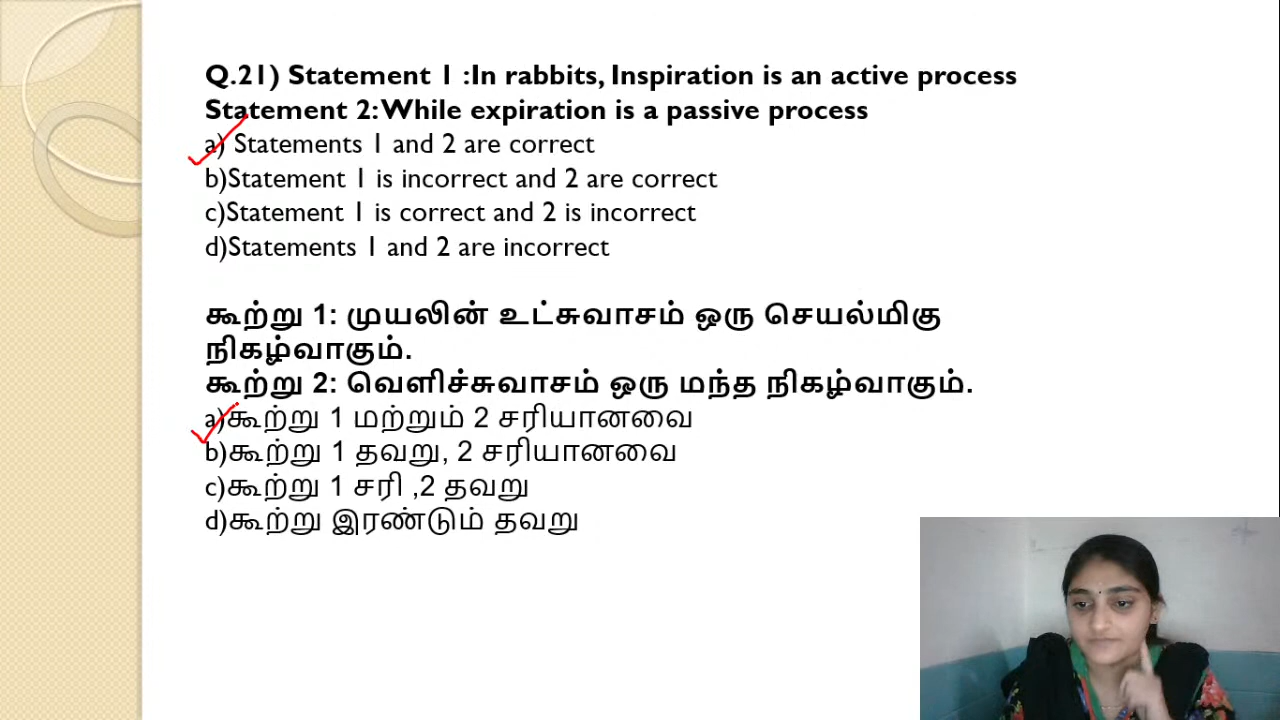 Q.21) Statement 1 :In rabbits, Inspiration is an active process
Statement 2: While expiration is a passive process
a) Statements 1 and 2 are correct
b)Statement 1 is incorrect and 2 are correct
c)Statement 1 is correct and 2 is incorrect
d)Statements 1 and 2 are incorrect
கூற்று 1: முயலின் உட்சுவாசம் ஒரு செயல்மிகு
நிகழ்வாகும்.
கூற்று 2: வெளிச்சுவாசம் ஒரு மந்த நிகழ்வாகும்.
a)கூற்று 1 மற்றும் 2 சரியானவை
b)கூற்று 1 தவறு, 2 சரியானவை
c)கூற்று 1 சரி ,2 தவறு
d)கூற்று இரண்டும் தவறு